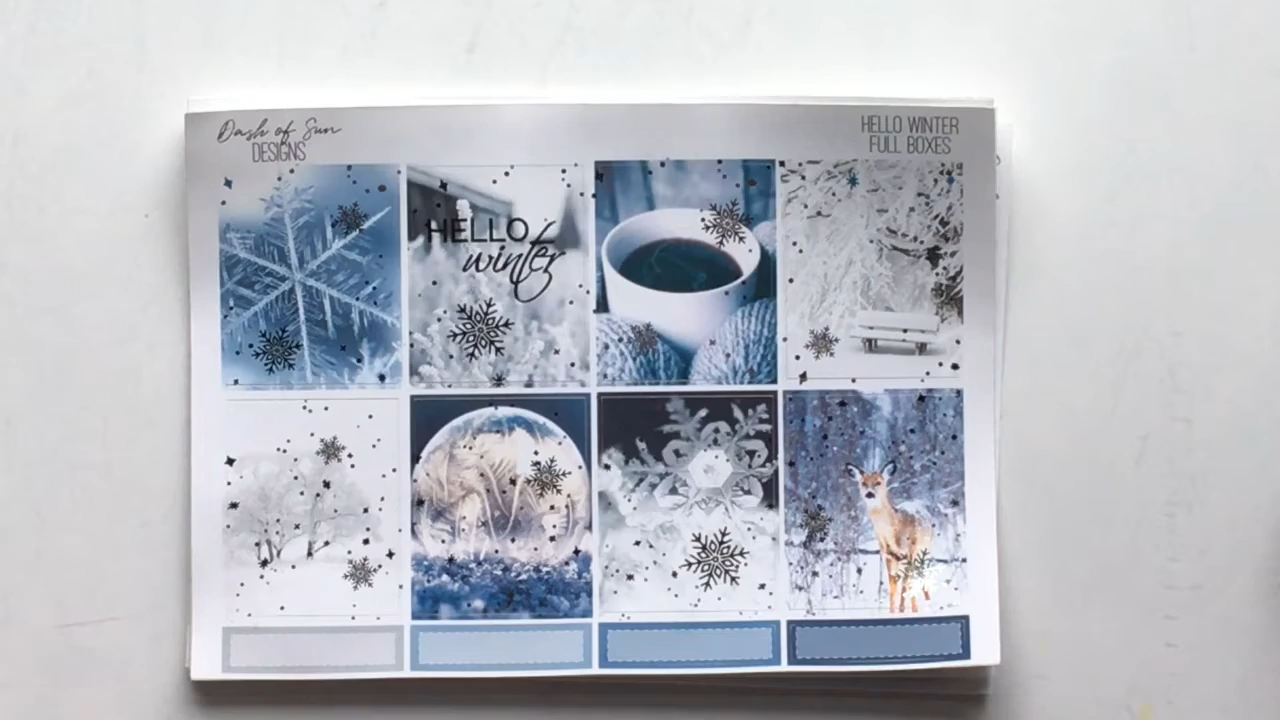 Dash of Sun
DESIGNS
HELLO WINTER
FULL BOXES
HELLO
winter